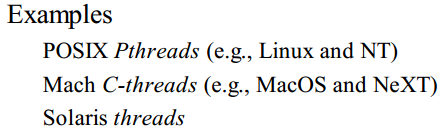 Examples
POSIX Pthreads (e.g., Linux and NT)
Mach C-threads (e.g., MacOS and NeXT)
Solaris threads